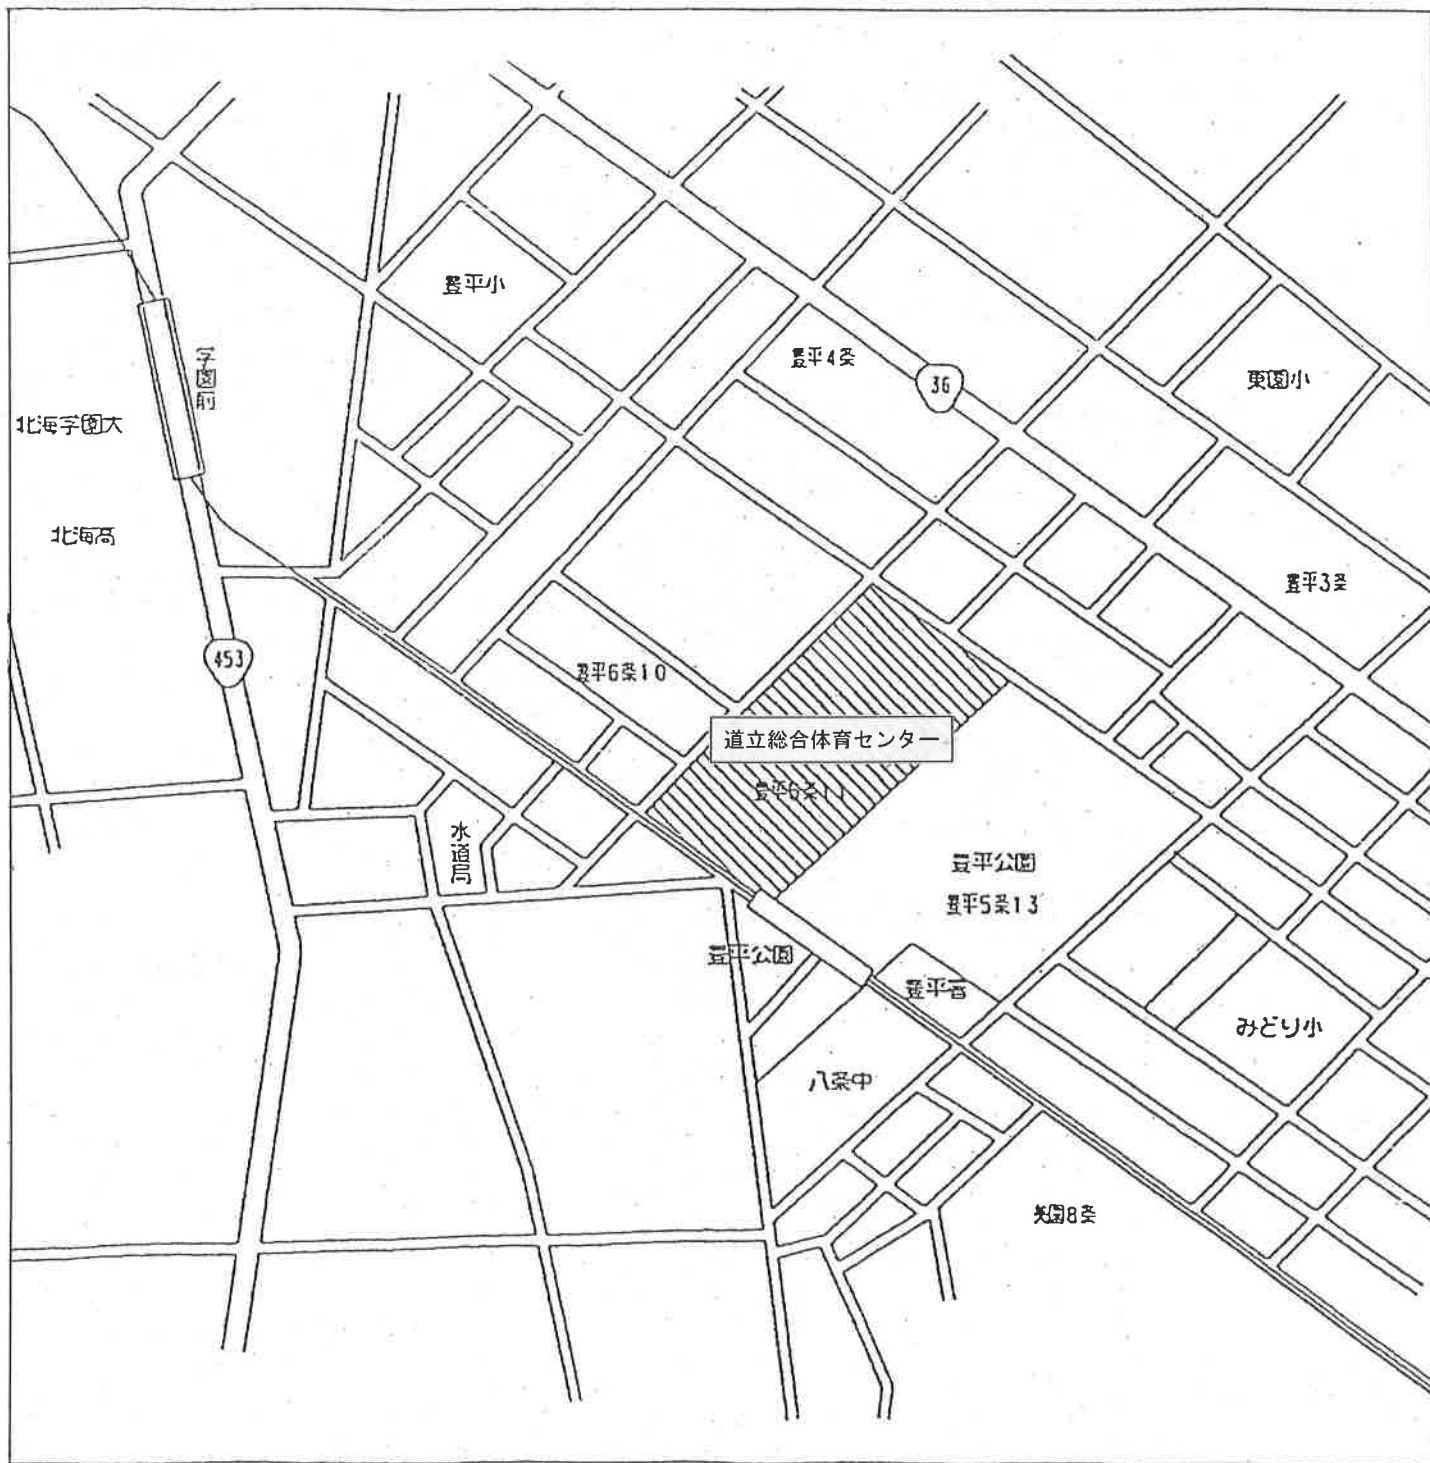 豊平小
豊平4条
36
東園小
学園前
北海学園大
北海高
豊平3条
453
豊平6条10
道立総合体育センター
豊平6条11
水道局
豊平公園
豊平5条13
豊平公園
豊平高
みどり小
八条中
美園8条